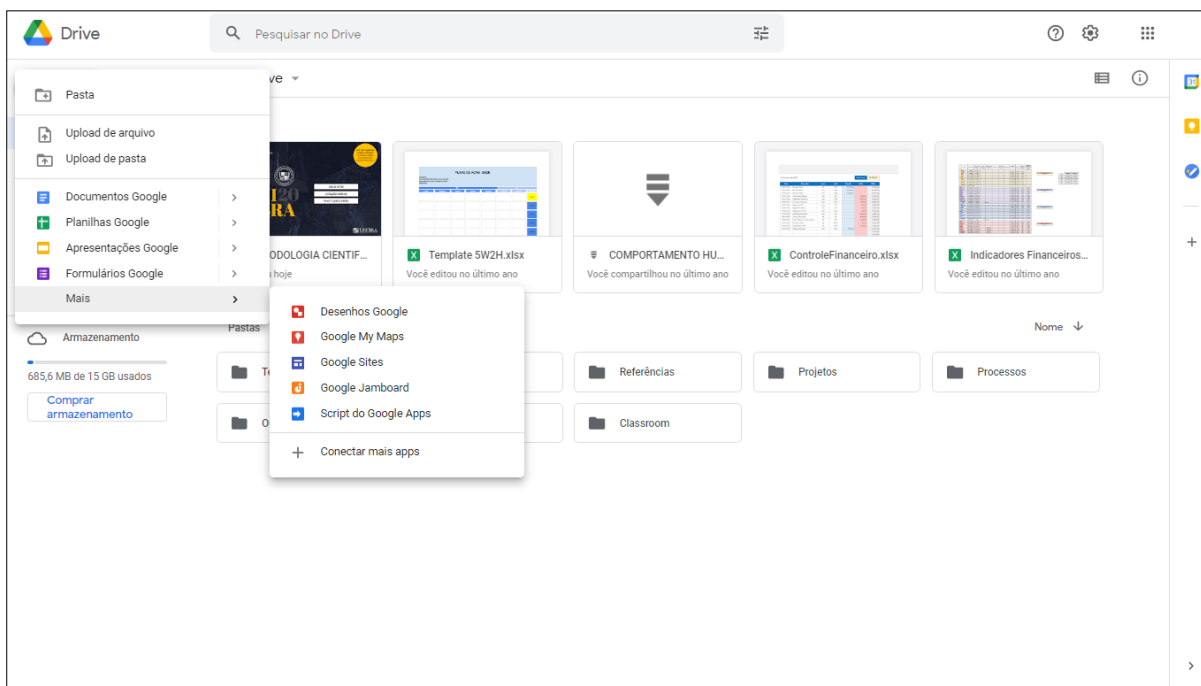 Drive
Pesquisar no Drive
ve
Pasta
Upload de arquivo
Upload de pasta
Documentos Google
Planilhas Google
Apresentações Google
Formulários Google
Mais
Armazenamento
685,6 MB de 15 GB usados
Comprar
armazenamento
ODOLOGIA CIENTIF...
hoje
Template 5W2H.xlsx
Você editou no último ano
COMPORTAMENTO HU...
Você compartilhou no último ano
ControleFinanceiro.xlsx
Você editou no último ano
Indicadores Financeiros...
Você editou no último ano
Pastas
Nome
Referências
Projetos
Processos
Classroom
Desenhos Google
Google My Maps
Google Sites
Google Jamboard
Script do Google Apps
Conectar mais apps